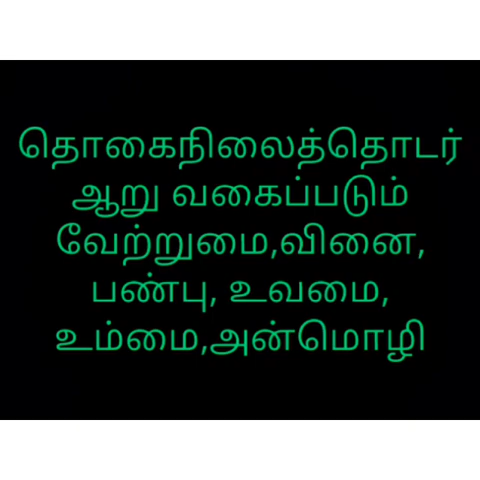 தொகைநிலைத்தொடர்
ஆறு வகைப்படும்
வேற்றுமை,வினை,
பண்பு, உவமை,
உம்மை,அன்மொழி